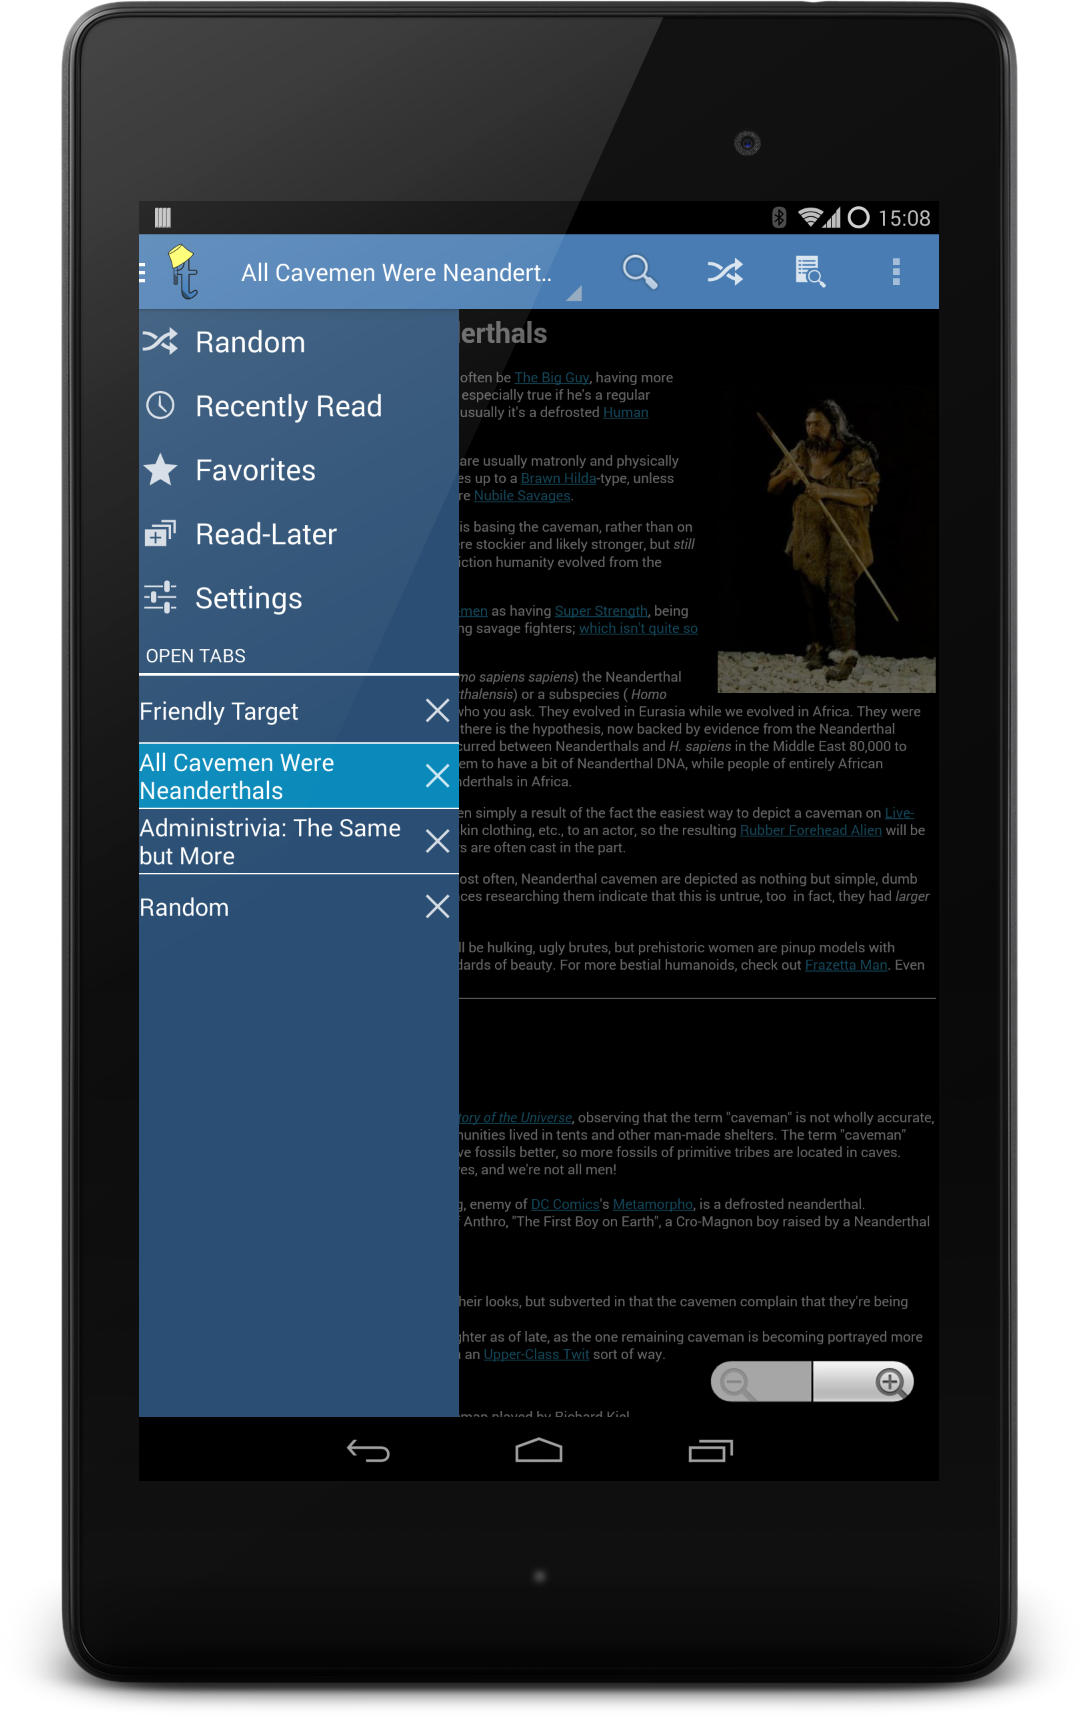 15:08
All Cavemen Were Neandert..
Random
Recently Read
Favorites
Read-Later
Settings
OPEN TABS
Friendly Target
All Cavemen Were
Neanderthals
Administrivia: The Same
but More
Random
erthals
often be The Big Guy, having more
especially true if he's a regular
usually it's a defrosted Human
are usually matronly and physically
es up to a Brawn Hilda-type, unless
re Nubile Savages.
is basing the caveman, rather than on
re stockier and likely stronger, but still
iction humanity evolved from the
men as having Super Strength, being
ng savage fighters; which isn't quite so
mo sapiens sapiens) the Neanderthal
thalensis) or a subspecies ( Homo
who you ask. They evolved in Eurasia while we evolved in Africa. They were
there is the hypothesis, now backed by evidence from the Neanderthal
curred between Neanderthals and H. sapiens in the Middle East 80,000 to
em to have a bit of Neanderthal DNA, while people of entirely African
nderthals in Africa.
en simply a result of the fact the easiest way to depict a caveman on Live-
kin clothing, etc., to an actor, so the resulting Rubber Forehead Alien will be
s are often cast in the part.
ost often, Neanderthal cavemen are depicted as nothing but simple, dumb
ces researching them indicate that this is untrue, too in fact, they had larger
ll be hulking, ugly brutes, but prehistoric women are pinup models with
dards of beauty. For more bestial humanoids, check out Frazetta Man. Even
tory of the Universe, observing that the term "caveman" is not wholly accurate,
munities lived in tents and other man-made shelters. The term "caveman"
ve fossils better, so more fossils of primitive tribes are located in caves.
es, and we're not all men!
g, enemy of DC Comics's Metamorpho, is a defrosted neanderthal.
Anthro, "The First Boy on Earth", a Cro-Magnon boy raised by a Neanderthal
heir looks, but subverted in that the cavemen complain that they're being
ghter as of late, as the one remaining caveman is becoming portrayed more
an Upper-Class Twit sort of way.
man played by Richard Kiel